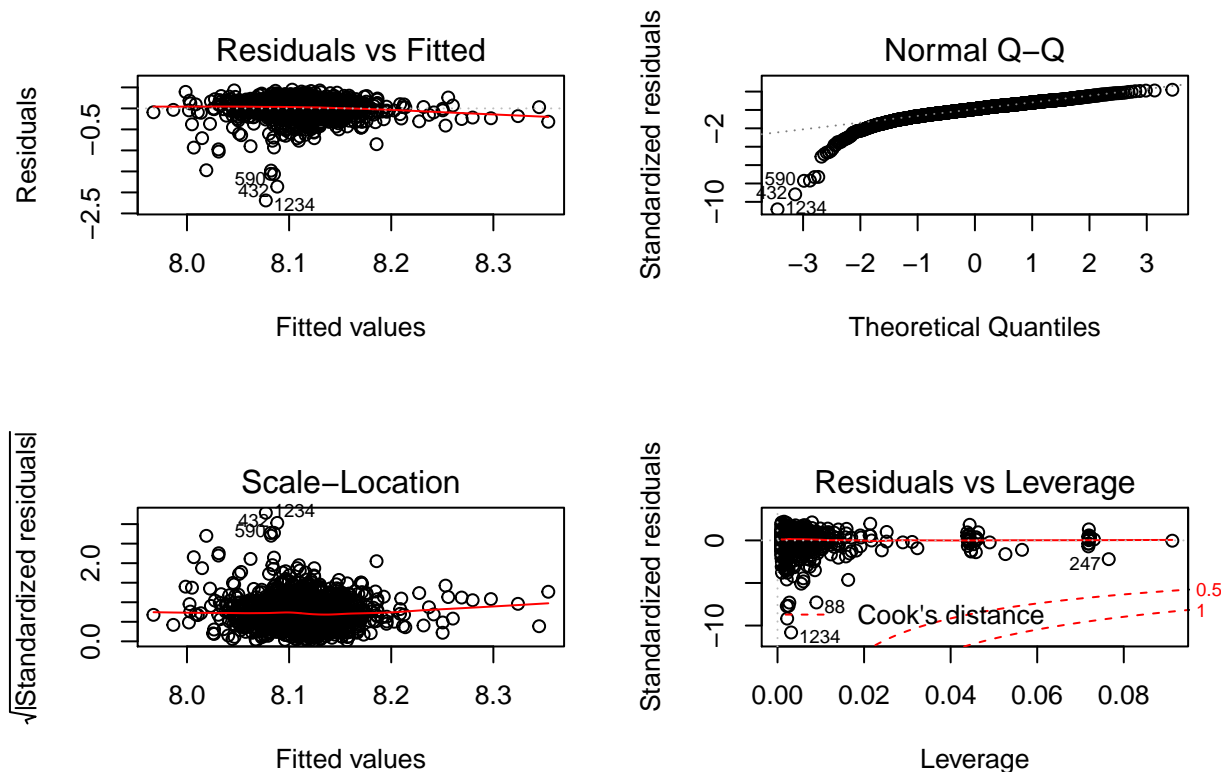 Residuals vs Fitted
Residuals
−0.5
−2.5
590
432
1234
8.0 8.1 8.2 8.3
Fitted values
Normal Q−Q
Standardized residuals
−2
−10
590
432
1234
−3 −2 −1 0 1 2 3
Theoretical Quantiles
Scale−Location
√|Standardized residuals|
2.0
0.0
432
1234
590
8.0 8.1 8.2 8.3
Fitted values
Residuals vs Leverage
Standardized residuals
0
−10
247
88
1234
Cook's distance
0.5
1
0.00 0.02 0.04 0.06 0.08
Leverage